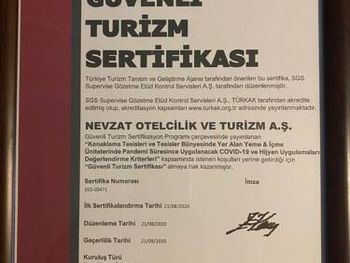 GÜVENLİ
TURİZM
SERTİFİKASI
Türkiye Turizm Tanıtım ve Geliştirme Ajansı tarafından önerilen bu sertifika, SGS
Supervise Gözetme Etüd Kontrol Servisleri A.Ş. tarafından düzenlenmiştir.
SGS Supervise Gözetme Etüd Kontrol Servisleri A.Ş., TÜRKAK tarafından akredite
edilmiş olup, akreditasyon kapsamları www.turkak.org.tr adresinde yayınlanmaktadır.
NEVZAT OTELCİLİK VE TURİZM A.Ş.
Güvenli Turizm Sertifikasyon Programı çerçevesinde yayınlanan
"Konaklama Tesisleri ve Tesisler Bünyesinde Yer Alan Yeme & İçme
Ünitelerinde Pandemi Süresince Uygulanacak COVID-19 ve Hijyen Uygulamaları
Değerlendirme Kriterleri" kapsamında istenen koşulları yerine getirdiği için
"Güvenli Turizm Sertifikası" almaya hak kazanmıştır.
Sertifika Numarası İmza
SGS-00471
İlk Sertifikalandırma Tarihi 21/08/2020
Düzenleme Tarihi 21/08/2020
Geçerlilik Tarihi 21/09/2020
Kuruluş Türü